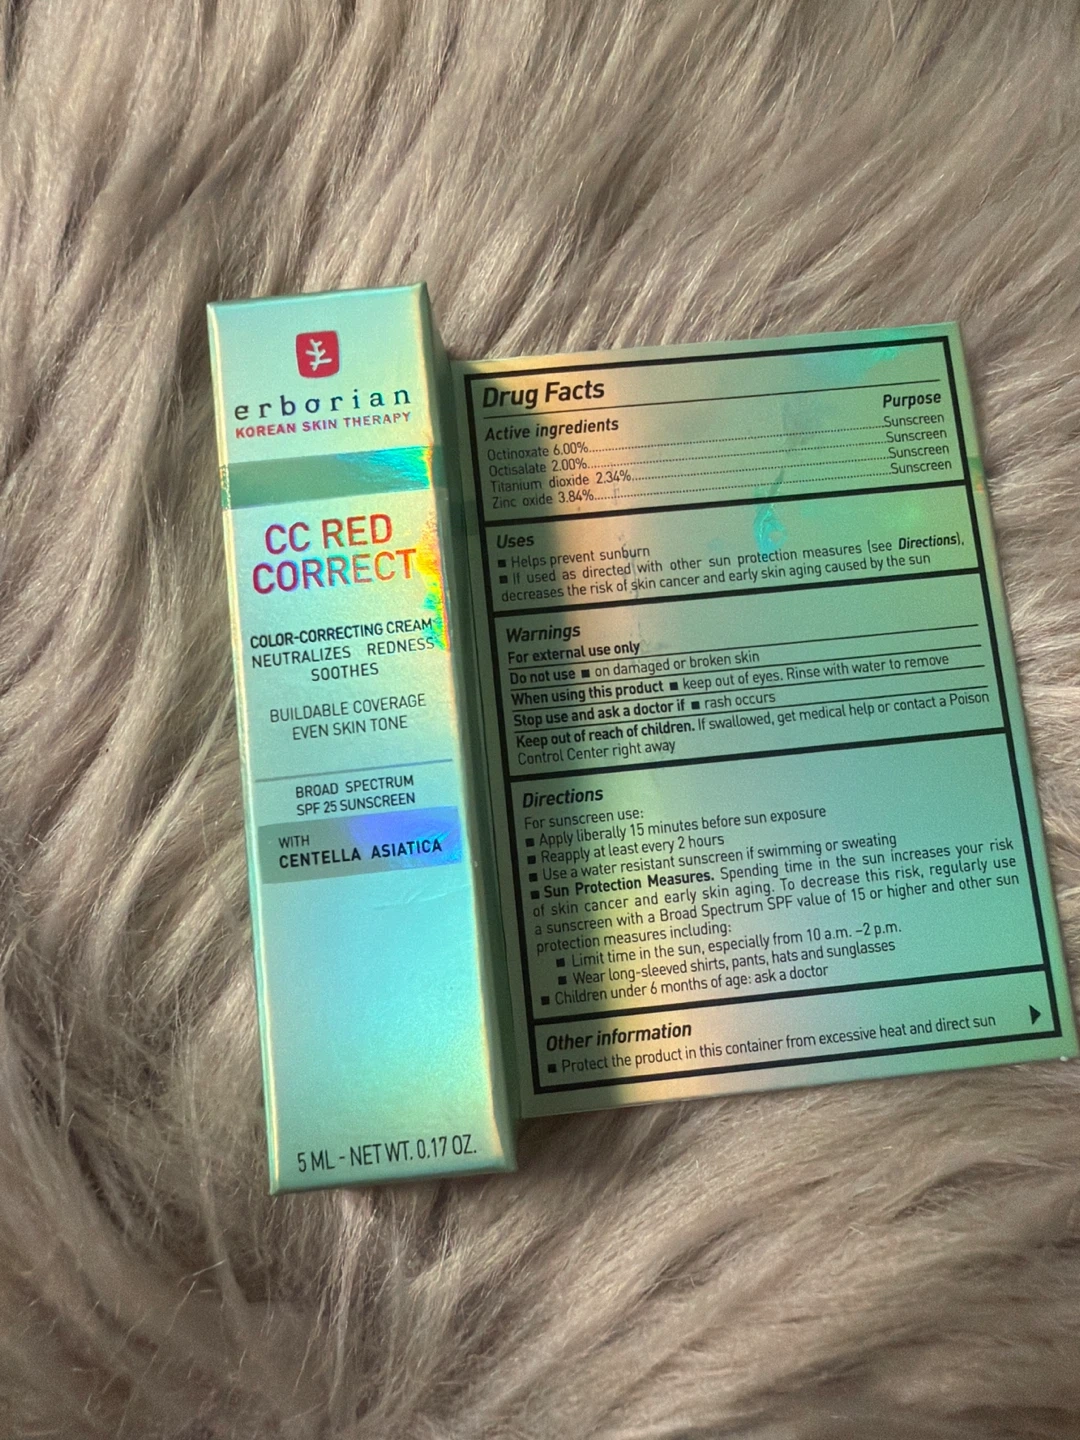 erborian
KOREAN SKIN THERAPY
CC RED
CORRECT
COLOR-CORRECTING CREAM
NEUTRALIZES REDNESS
SOOTHES
BUILDABLE COVERAGE
EVEN SKIN TONE
BROAD SPECTRUM
SPF 25 SUNSCREEN
WITH
CENTELLA ASIATICA
5 ML - NET WT. 0.17 OZ.
Drug Facts
Active ingredients Purpose
Octinoxate 6.00%..........Sunscreen
Octisalate 2.00%..........Sunscreen
Titanium dioxide 2.34%..........Sunscreen
Zinc oxide 3.84%..........Sunscreen
Uses
■ Helps prevent sunburn
■ If used as directed with other sun protection measures (see Directions),
decreases the risk of skin cancer and early skin aging caused by the sun
Warnings
For external use only
Do not use ■ on damaged or broken skin
When using this product ■ keep out of eyes. Rinse with water to remove
Stop use and ask a doctor if ■ rash occurs
Keep out of reach of children. If swallowed, get medical help or contact a Poison
Control Center right away
Directions
For sunscreen use:
■ Apply liberally 15 minutes before sun exposure
■ Reapply at least every 2 hours
■ Use a water resistant sunscreen if swimming or sweating
■ Sun Protection Measures. Spending time in the sun increases your risk
of skin cancer and early skin aging. To decrease this risk, regularly use
a sunscreen with a Broad Spectrum SPF value of 15 or higher and other sun
protection measures including:
■ Limit time in the sun, especially from 10 a.m. –2 p.m.
■ Wear long-sleeved shirts, pants, hats and sunglasses
■ Children under 6 months of age: ask a doctor
Other information
■ Protect the product in this container from excessive heat and direct sun